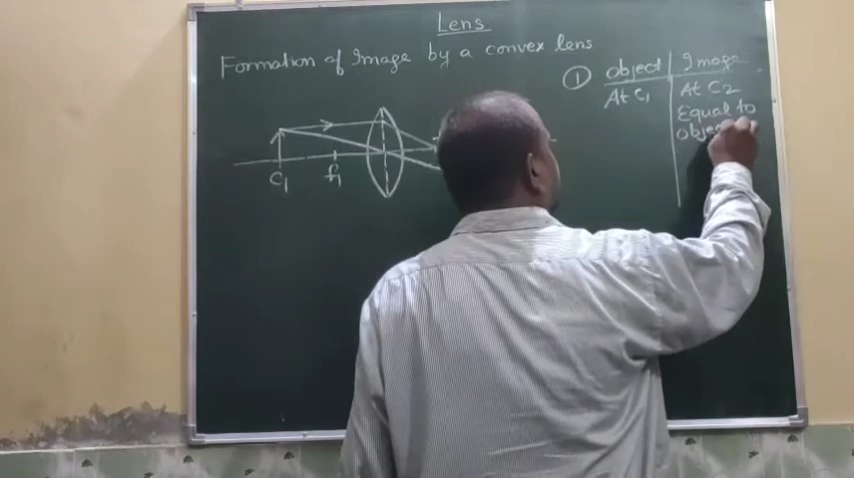 Lens
Formation of Image by a convex lens
① object | Image
At C1 | At C2
Equal to
C1 f1